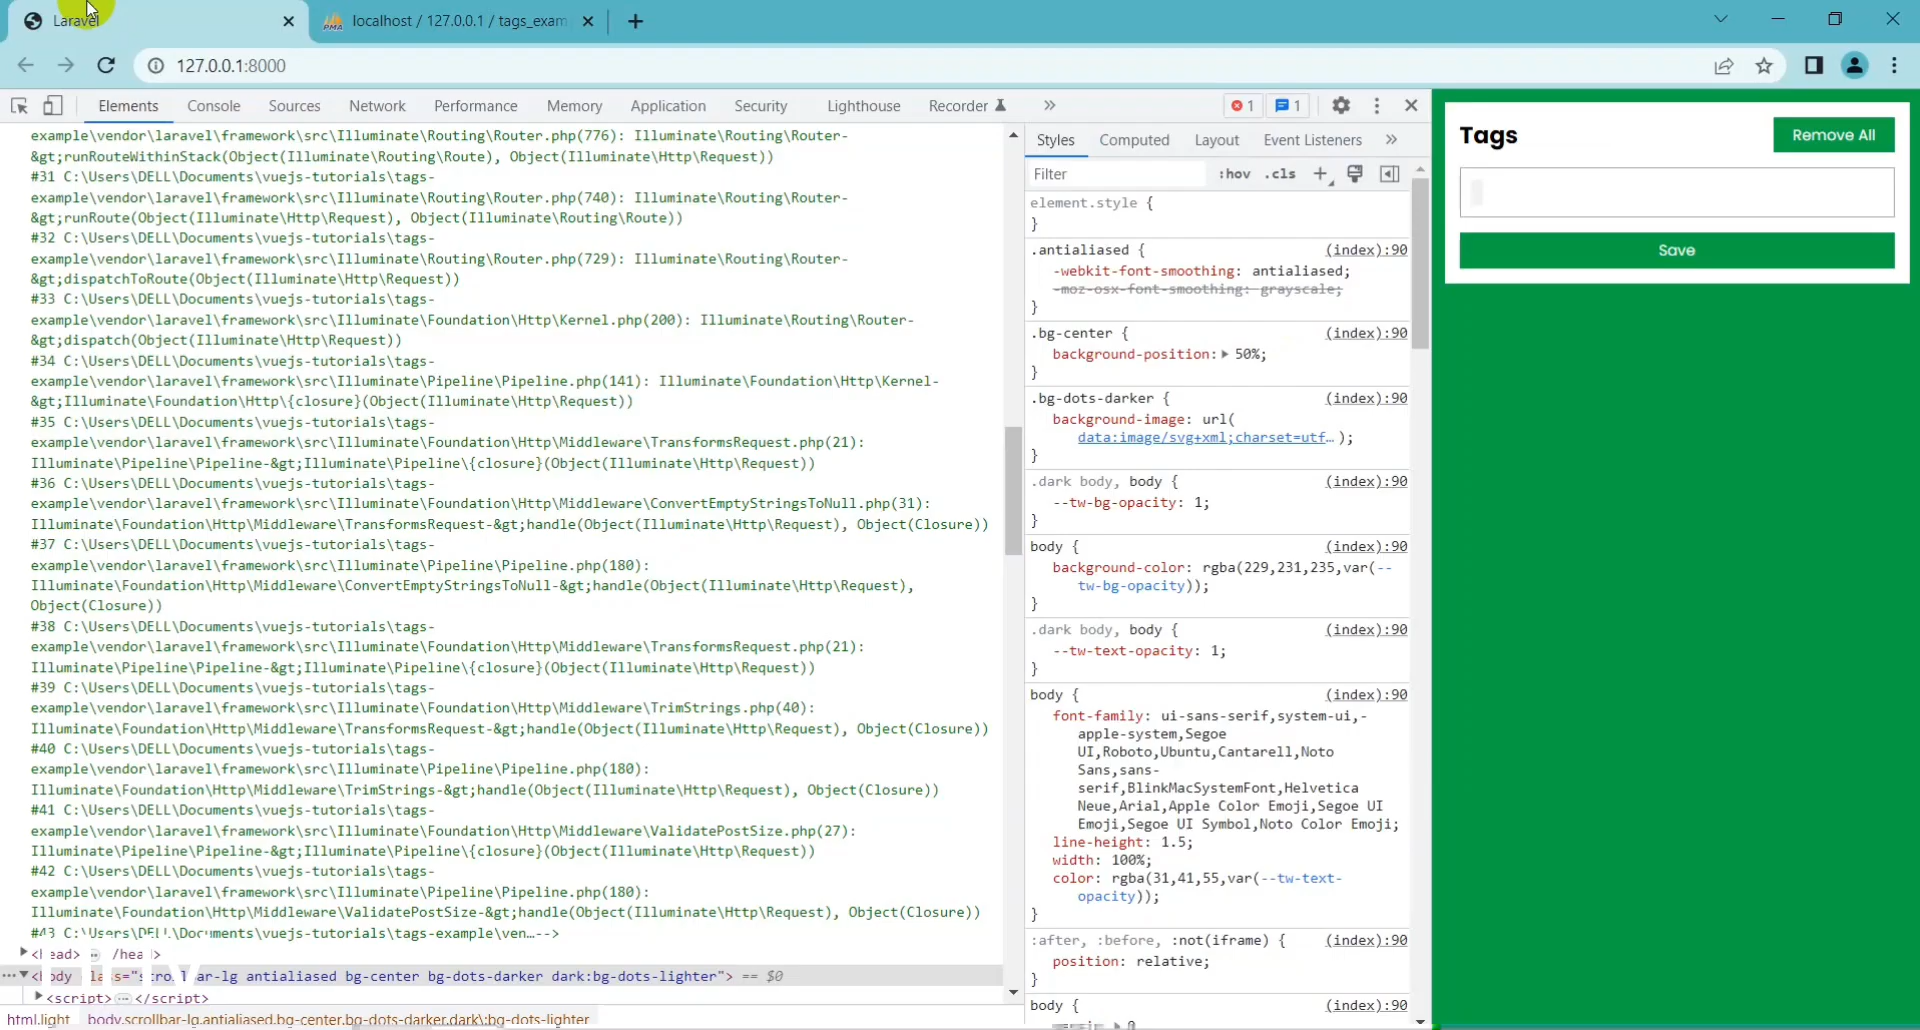 Laravel
localhost / 127.0.0.1 / tags_exam
127.0.0.1:8000
Elements Console Sources Network Performance Memory Application Security Lighthouse Recorder
1 1
example\vendor\laravel\framework\src\Illuminate\Routing\Router.php(776): Illuminate\Routing\Router-
&gt;runRouteWithinStack(Object(Illuminate\Routing\Route), Object(Illuminate\Http\Request))
#31 C:\Users\DELL\Documents\vuejs-tutorials\tags-
example\vendor\laravel\framework\src\Illuminate\Routing\Router.php(740): Illuminate\Routing\Router-
&gt;runRoute(Object(Illuminate\Http\Request), Object(Illuminate\Routing\Route))
#32 C:\Users\DELL\Documents\vuejs-tutorials\tags-
example\vendor\laravel\framework\src\Illuminate\Routing\Router.php(729): Illuminate\Routing\Router-
&gt;dispatchToRoute(Object(Illuminate\Http\Request))
#33 C:\Users\DELL\Documents\vuejs-tutorials\tags-
example\vendor\laravel\framework\src\Illuminate\Foundation\Http\Kernel.php(200): Illuminate\Routing\Router-
&gt;dispatch(Object(Illuminate\Http\Request))
#34 C:\Users\DELL\Documents\vuejs-tutorials\tags-
example\vendor\laravel\framework\src\Illuminate\Pipeline\Pipeline.php(141): Illuminate\Foundation\Http\Kernel-
&gt;Illuminate\Foundation\Http\{closure}(Object(Illuminate\Http\Request))
#35 C:\Users\DELL\Documents\vuejs-tutorials\tags-
example\vendor\laravel\framework\src\Illuminate\Foundation\Http\Middleware\TransformsRequest.php(21):
Illuminate\Pipeline\Pipeline-&gt;Illuminate\Pipeline\{closure}(Object(Illuminate\Http\Request))
#36 C:\Users\DELL\Documents\vuejs-tutorials\tags-
example\vendor\laravel\framework\src\Illuminate\Foundation\Http\Middleware\ConvertEmptyStringsToNull.php(31):
Illuminate\Foundation\Http\Middleware\TransformsRequest-&gt;handle(Object(Illuminate\Http\Request), Object(Closure))
#37 C:\Users\DELL\Documents\vuejs-tutorials\tags-
example\vendor\laravel\framework\src\Illuminate\Pipeline\Pipeline.php(180):
Illuminate\Foundation\Http\Middleware\ConvertEmptyStringsToNull-&gt;handle(Object(Illuminate\Http\Request),
Object(Closure))
#38 C:\Users\DELL\Documents\vuejs-tutorials\tags-
example\vendor\laravel\framework\src\Illuminate\Foundation\Http\Middleware\TransformsRequest.php(21):
Illuminate\Pipeline\Pipeline-&gt;Illuminate\Pipeline\{closure}(Object(Illuminate\Http\Request))
#39 C:\Users\DELL\Documents\vuejs-tutorials\tags-
example\vendor\laravel\framework\src\Illuminate\Foundation\Http\Middleware\TrimStrings.php(40):
Illuminate\Foundation\Http\Middleware\TransformsRequest-&gt;handle(Object(Illuminate\Http\Request), Object(Closure))
#40 C:\Users\DELL\Documents\vuejs-tutorials\tags-
example\vendor\laravel\framework\src\Illuminate\Pipeline\Pipeline.php(180):
Illuminate\Foundation\Http\Middleware\TrimStrings-&gt;handle(Object(Illuminate\Http\Request), Object(Closure))
#41 C:\Users\DELL\Documents\vuejs-tutorials\tags-
example\vendor\laravel\framework\src\Illuminate\Foundation\Http\Middleware\ValidatePostSize.php(27):
Illuminate\Pipeline\Pipeline-&gt;Illuminate\Pipeline\{closure}(Object(Illuminate\Http\Request))
#42 C:\Users\DELL\Documents\vuejs-tutorials\tags-
example\vendor\laravel\framework\src\Illuminate\Pipeline\Pipeline.php(180):
Illuminate\Foundation\Http\Middleware\ValidatePostSize-&gt;handle(Object(Illuminate\Http\Request), Object(Closure))
#43 C:\Users\DELL\Documents\vuejs-tutorials\tags-example\ven…-->
<head> … /head>
<body class="scrollbar-lg antialiased bg-center bg-dots-darker dark:bg-dots-lighter"> == $0
<script> … </script>
html.light body.scrollbar-lg.antialiased.bg-center.bg-dots-darker.dark\:bg-dots-lighter
Styles Computed Layout Event Listeners
Filter :hov .cls
element.style {
}
.antialiased { (index):90
-webkit-font-smoothing: antialiased;
-moz-osx-font-smoothing: grayscale;
}
.bg-center { (index):90
background-position: 50%;
}
.bg-dots-darker { (index):90
background-image: url(
data:image/svg+xml;charset=utf… );
}
.dark body, body { (index):90
--tw-bg-opacity: 1;
}
body { (index):90
background-color: rgba(229,231,235,var(--
tw-bg-opacity));
}
.dark body, body { (index):90
--tw-text-opacity: 1;
}
body { (index):90
font-family: ui-sans-serif,system-ui,-
apple-system,Segoe
UI,Roboto,Ubuntu,Cantarell,Noto
Sans,sans-
serif,BlinkMacSystemFont,Helvetica
Neue,Arial,Apple Color Emoji,Segoe UI
Emoji,Segoe UI Symbol,Noto Color Emoji;
line-height: 1.5;
width: 100%;
color: rgba(31,41,55,var(--tw-text-
opacity));
}
:after, :before, :not(iframe) { (index):90
position: relative;
}
body { (index):90
Tags
Remove All
Save